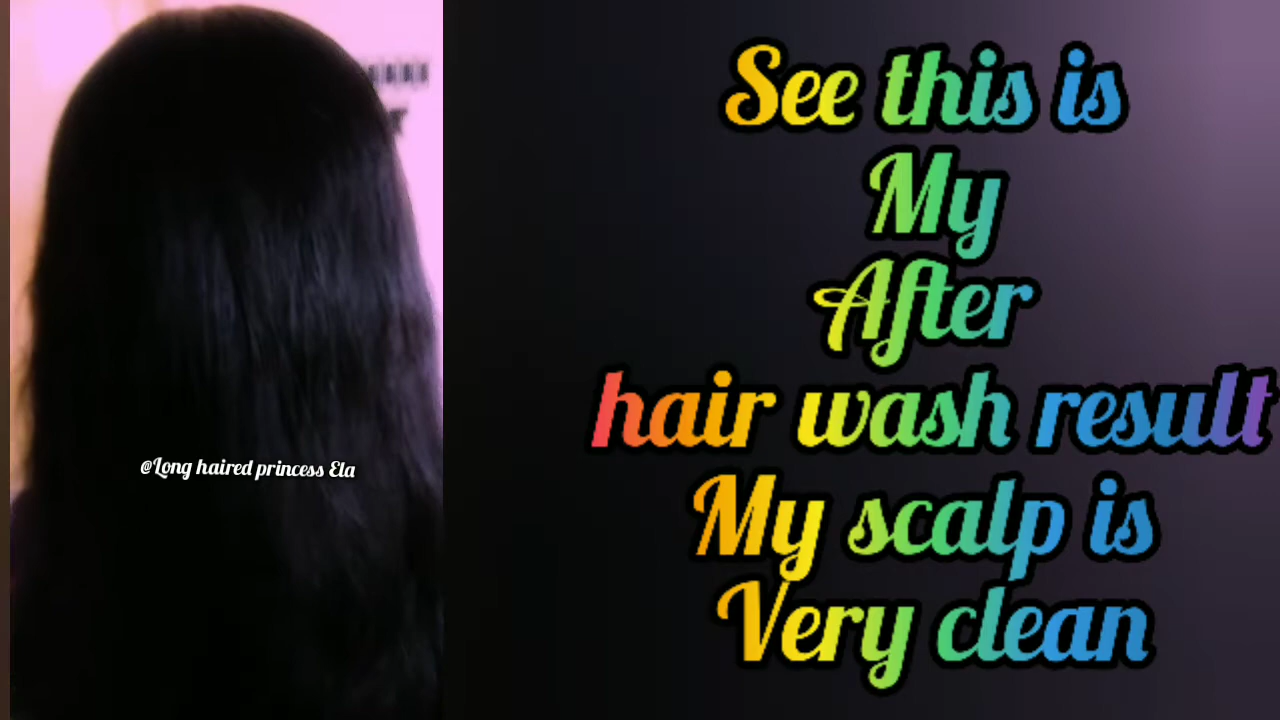 @Long haired princess Ela
See this is
My
After
hair wash result
My scalp is
Very clean